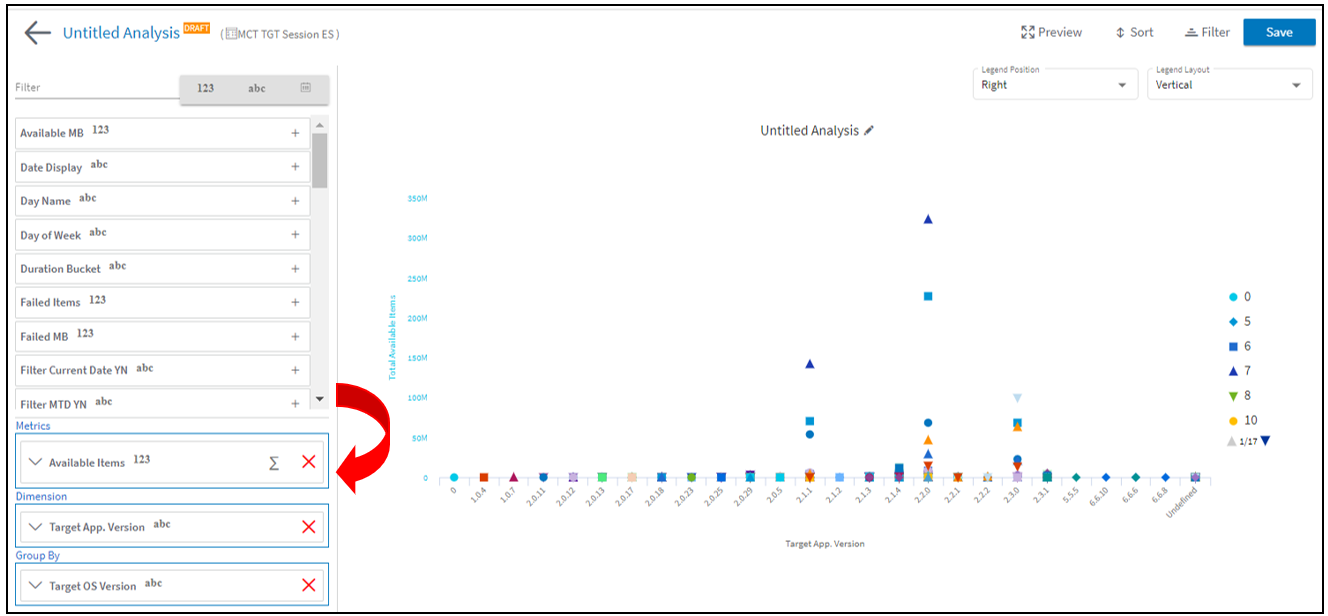 Untitled Analysis DRAFT ( MCT TGT Session ES )
Preview Sort Filter Save
Filter 123 abc
Legend Position
Right
Legend Layout
Vertical
Available MB 123
Date Display abc
Day Name abc
Day of Week abc
Duration Bucket abc
Failed Items 123
Failed MB 123
Filter Current Date YN abc
Filter MTD YN abc
Metrics
Available Items 123 Σ
Dimension
Target App. Version abc
Group By
Target OS Version abc
Untitled Analysis
Total Available Items
350M
300M
250M
200M
150M
100M
50M
0
0 1.0.4 1.0.7 2.0.11 2.0.12 2.0.13 2.0.17 2.0.18 2.0.23 2.0.25 2.0.29 2.0.5 2.1.1 2.1.2 2.1.3 2.1.4 2.2.0 2.2.1 2.2.2 2.3.0 2.3.1 5.5.5 6.6.10 6.6.6 6.6.8 Undefined
Target App. Version
0
5
6
7
8
10
1/17